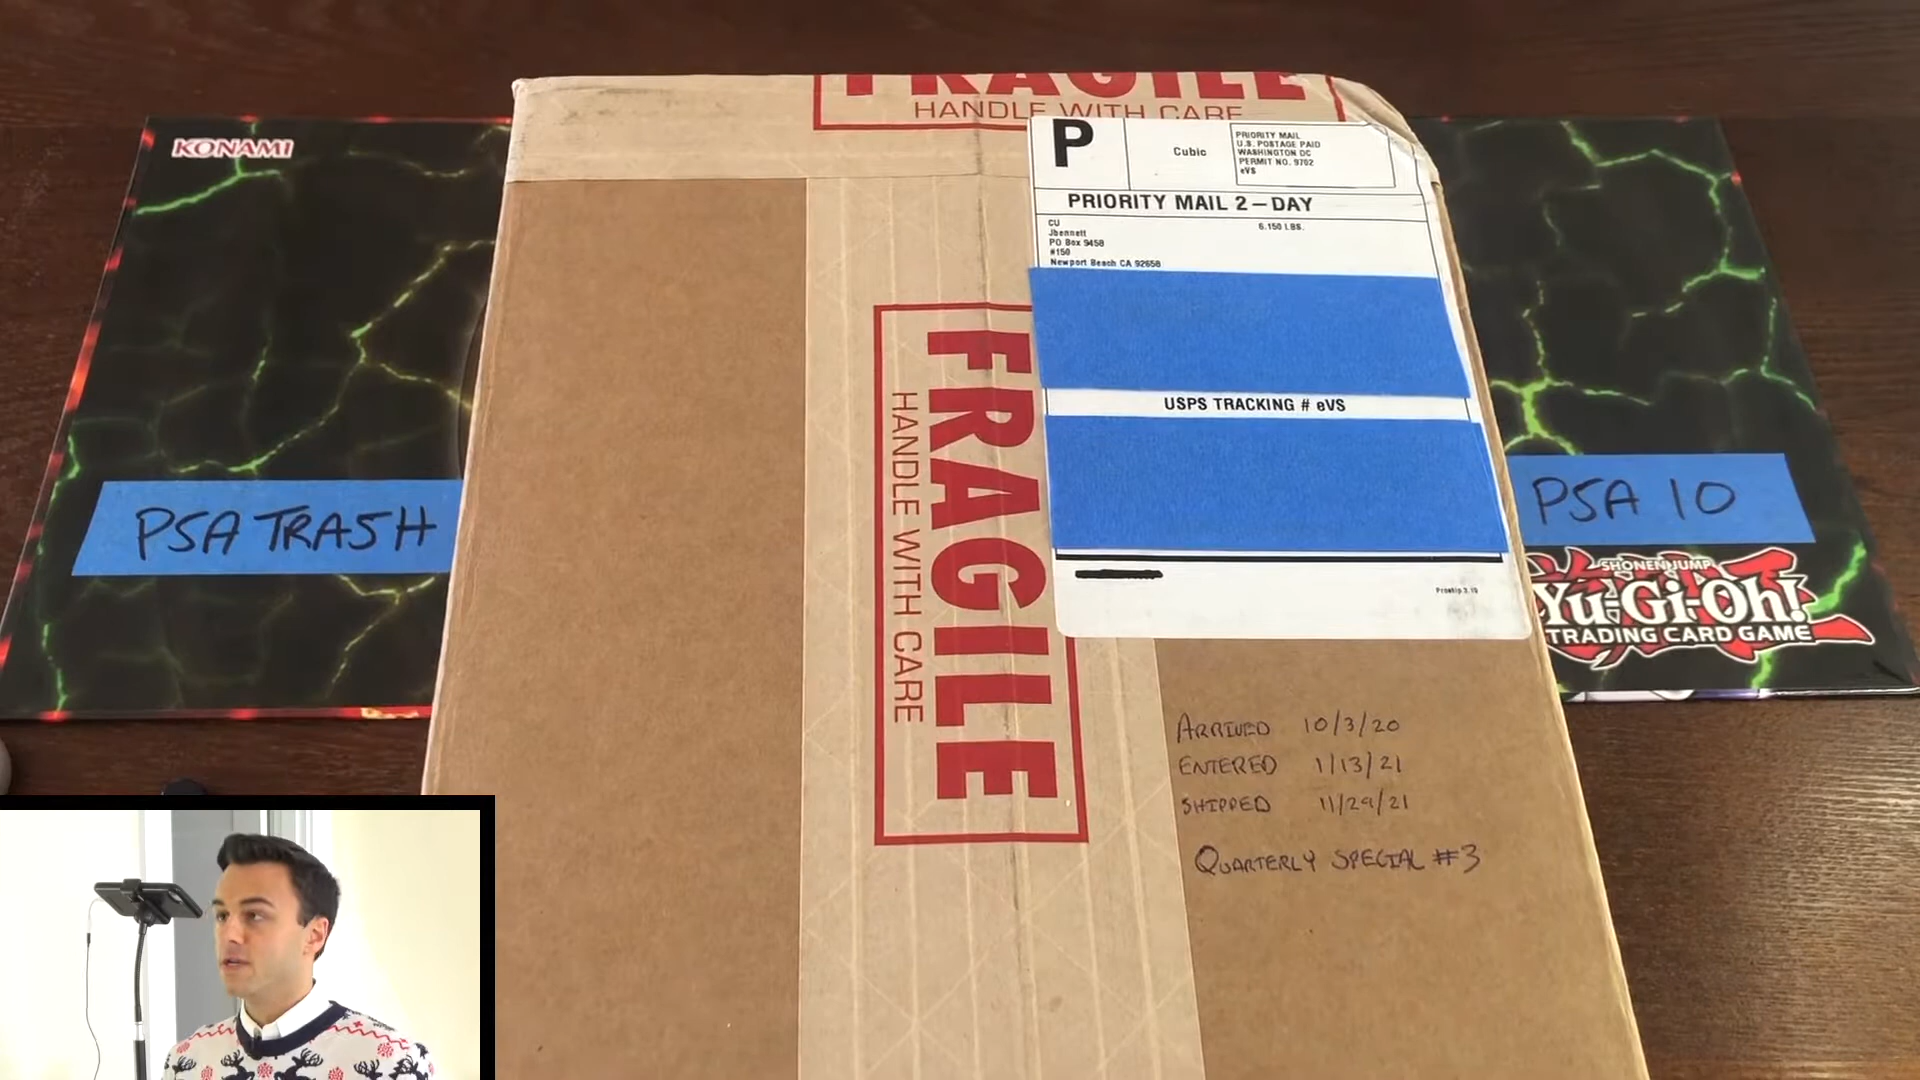 FRAGILE
HANDLE WITH CARE
KONAMI
P
Cubic
PRIORITY MAIL
U.S. POSTAGE PAID
WASHINGTON DC
PERMIT NO. 9702
eVS
PRIORITY MAIL 2-DAY
CU
Jbennett
PO Box 9458
#150
Newport Beach CA 92658
6.150 LBS.
USPS TRACKING # eVS
FRAGILE
HANDLE WITH CARE
PSA TRASH
PSA 10
SHONEN JUMP
Yu-Gi-Oh!
TRADING CARD GAME
ARRIVED 10/3/20
ENTERED 1/13/21
SHIPPED 11/29/21
QUARTERLY SPECIAL #3